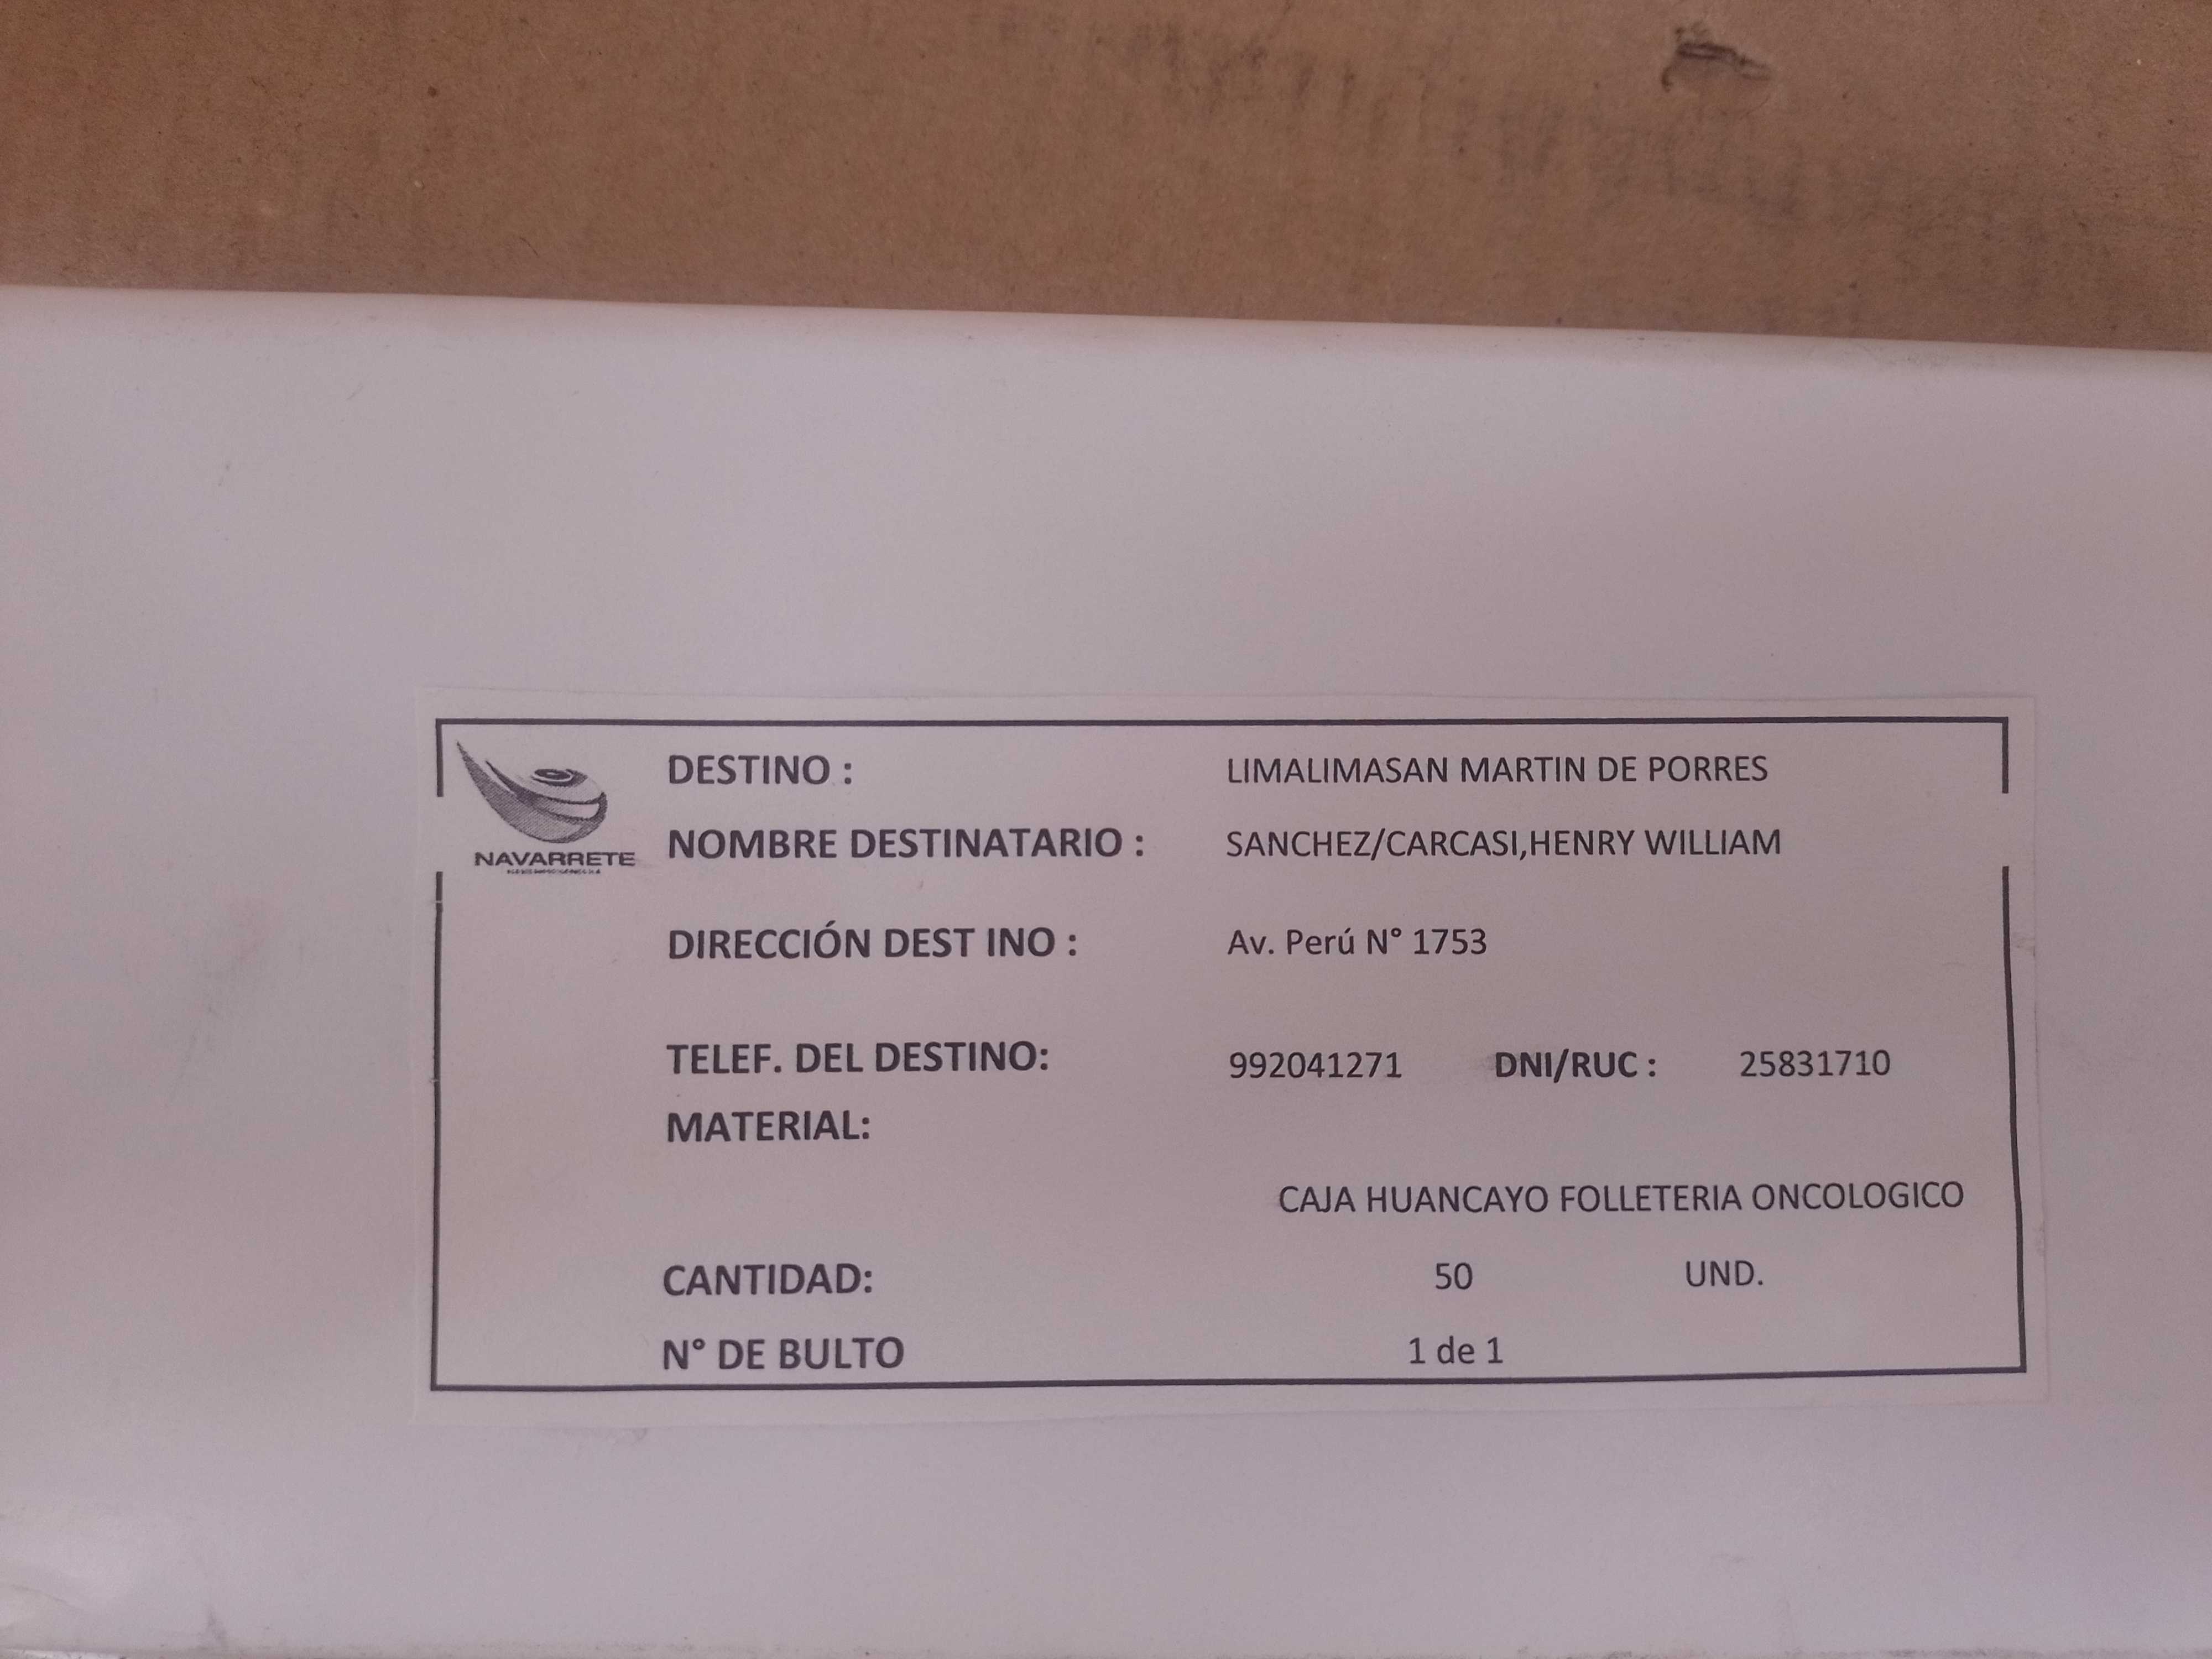 DESTINO : LIMALIMASAN MARTIN DE PORRES
NAVARRETE
NOMBRE DESTINATARIO : SANCHEZ/CARCASI,HENRY WILLIAM
DIRECCIÓN DEST INO : Av. Perú N° 1753
TELEF. DEL DESTINO: 992041271 DNI/RUC : 25831710
MATERIAL:
CAJA HUANCAYO FOLLETERIA ONCOLOGICO
CANTIDAD: 50 UND.
N° DE BULTO 1 de 1